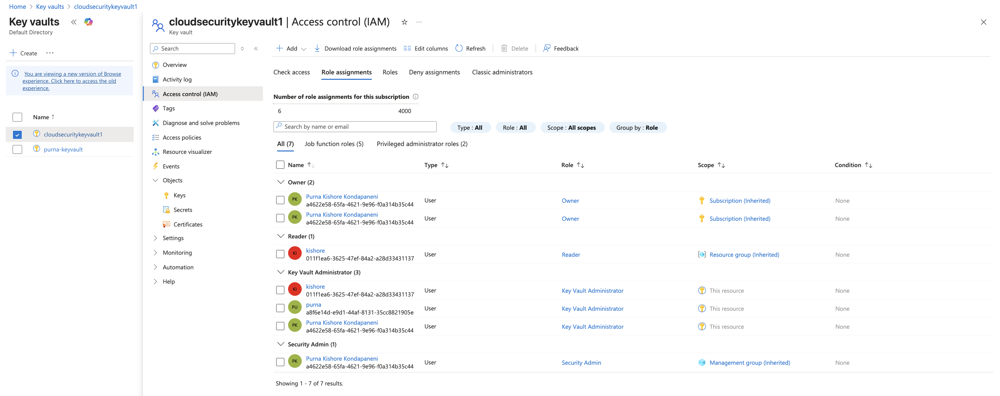 Home > Key vaults > cloudsecuritykeyvault1
Key vaults
Default Directory
Create
You are viewing a new version of Browse
experience. Click here to access the old
experience.
Name ↑
cloudsecuritykeyvault1
purna-keyvault
cloudsecuritykeyvault1 | Access control (IAM)
Key vault
Search
Overview
Activity log
Access control (IAM)
Tags
Diagnose and solve problems
Access policies
Resource visualizer
Events
Objects
Keys
Secrets
Certificates
Settings
Monitoring
Automation
Help
Add Download role assignments Edit columns Refresh Delete Feedback
Check access Role assignments Roles Deny assignments Classic administrators
Number of role assignments for this subscription
6 4000
Search by name or email Type : All Role : All Scope : All scopes Group by : Role
All (7) Job function roles (5) Privileged administrator roles (2)
Name ↑↓ Type ↑↓ Role ↑↓ Scope ↑↓ Condition ↑↓
Owner (2)
PK Purna Kishore Kondapaneni User Owner Subscription (Inherited) None
a4622e58-65fa-4621-9e96-f0a314b35c44
PK Purna Kishore Kondapaneni User Owner Subscription (Inherited) None
a4622e58-65fa-4621-9e96-f0a314b35c44
Reader (1)
KI kishore User Reader Resource group (Inherited) None
011f1ea6-3625-47ef-84a2-a28d33431137
Key Vault Administrator (3)
KI kishore User Key Vault Administrator This resource None
011f1ea6-3625-47ef-84a2-a28d33431137
PU purna User Key Vault Administrator This resource None
a8f6e14d-e9d1-44af-8131-35cc8821905e
PK Purna Kishore Kondapaneni User Key Vault Administrator This resource None
a4622e58-65fa-4621-9e96-f0a314b35c44
Security Admin (1)
PK Purna Kishore Kondapaneni User Security Admin Management group (Inherited) None
a4622e58-65fa-4621-9e96-f0a314b35c44
Showing 1 - 7 of 7 results.